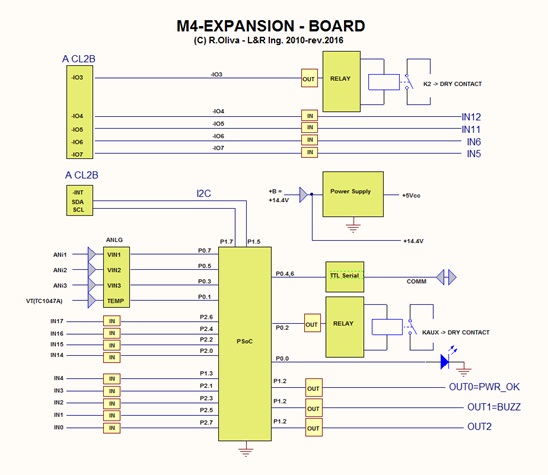 M4-EXPANSION - BOARD
(C) R.Oliva - L&R Ing. 2010-rev.2016
A CL2B
-IO3
-IO3
OUT
RELAY
K2 -> DRY CONTACT
-IO4
-IO4
IN
IN12
-IO5
-IO5
IN
IN11
-IO6
-IO6
IN
IN6
-IO7
-IO7
IN
IN5
A CL2B
-INT
SDA
SCL
I2C
+B =
+14.4V
Power Supply
+5Vcc
+14.4V
ANLG
P1.7
P1.5
ANi1
VIN1
P0.7
ANi2
VIN2
P0.5
ANi3
VIN3
P0.3
VT(TC1047A)
TEMP
P0.1
P0.4,6
TTL Serial
COMM
IN17
IN
P2.6
IN16
IN
P2.4
IN15
IN
P2.2
IN14
IN
P2.0
PSoC
P0.2
OUT
RELAY
KAUX -> DRY CONTACT
P0.0
IN4
IN
P1.3
IN3
IN
P2.1
IN2
IN
P2.3
IN1
IN
P2.5
IN0
IN
P2.7
P1.2
OUT
OUT0=PWR_OK
P1.2
OUT
OUT1=BUZZ
P1.2
OUT
OUT2